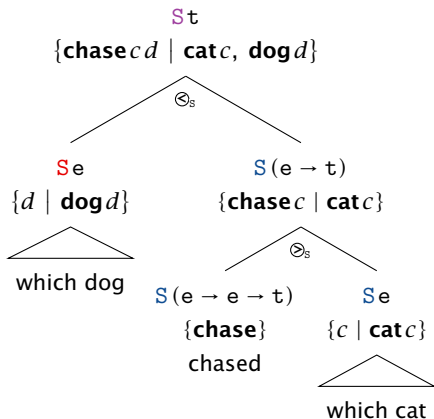 S t
{chase c d | cat c, dog d}
⧀S
S e
S (e → t)
{d | dog d}
{chase c | cat c}
⧁S
which dog
S (e → e → t)
S e
{chase}
{c | cat c}
chased
which cat